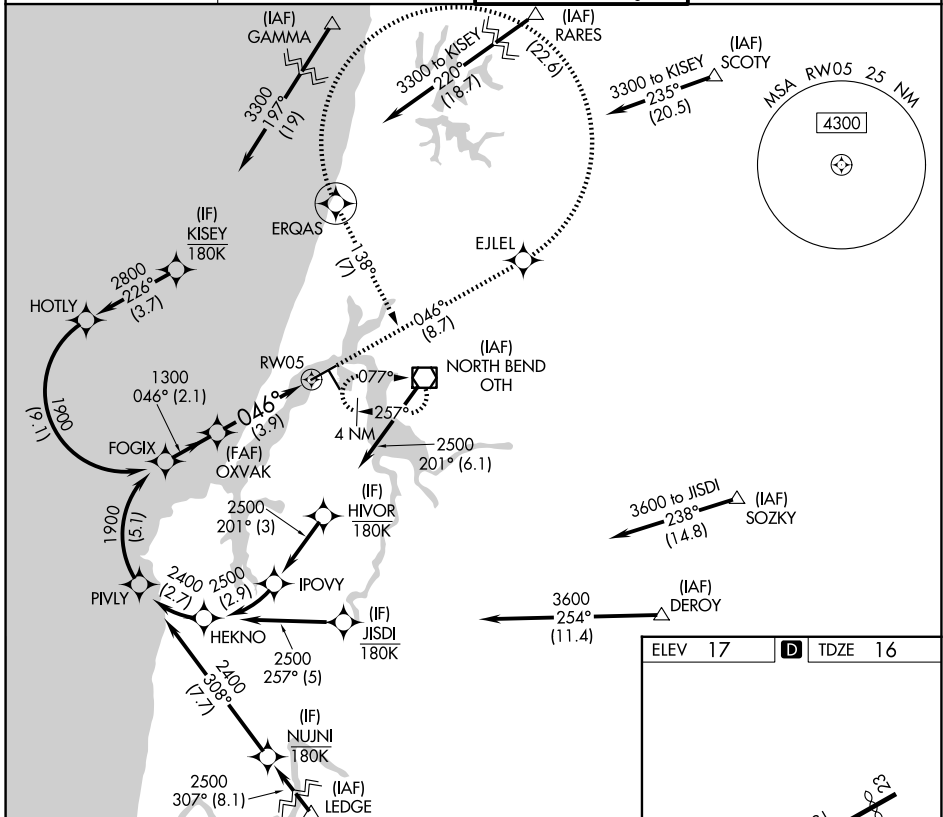 (IAF)
GAMMA
3300
197°
(19)
3300 to KISEY
220°
(18.7)
(IAF)
RARES
(22.6)
(IAF)
SCOTY
3300 to KISEY
235°
(20.5)
MSA RW05 25 NM
4300
ERQAS
138°
(7)
(IF)
KISEY
180K
2800
226°
(3.7)
HOTLY
EJLEL
046°
(8.7)
RW05
(IAF)
NORTH BEND
OTH
077°
257°
4 NM
2500
201° (6.1)
1900
(9.1)
1300
046° (2.1)
046°
(3.9)
FOGIX
(FAF)
OXVAK
1900
(5.1)
2500
201° (3)
(IF)
HIVOR
180K
3600 to JISDI
238°
(14.8)
(IAF)
SOZKY
PIVLY
2400
(2.7)
2500
(2.9)
IPOVY
HEKNO
(IF)
JISDI
180K
2500
257° (5)
3600
254°
(11.4)
(IAF)
DEROY
2400
308°
(7.7)
(IF)
NUJNI
180K
2500
307° (8.1)
(IAF)
LEDGE
ELEV 17
D
TDZE 16
23